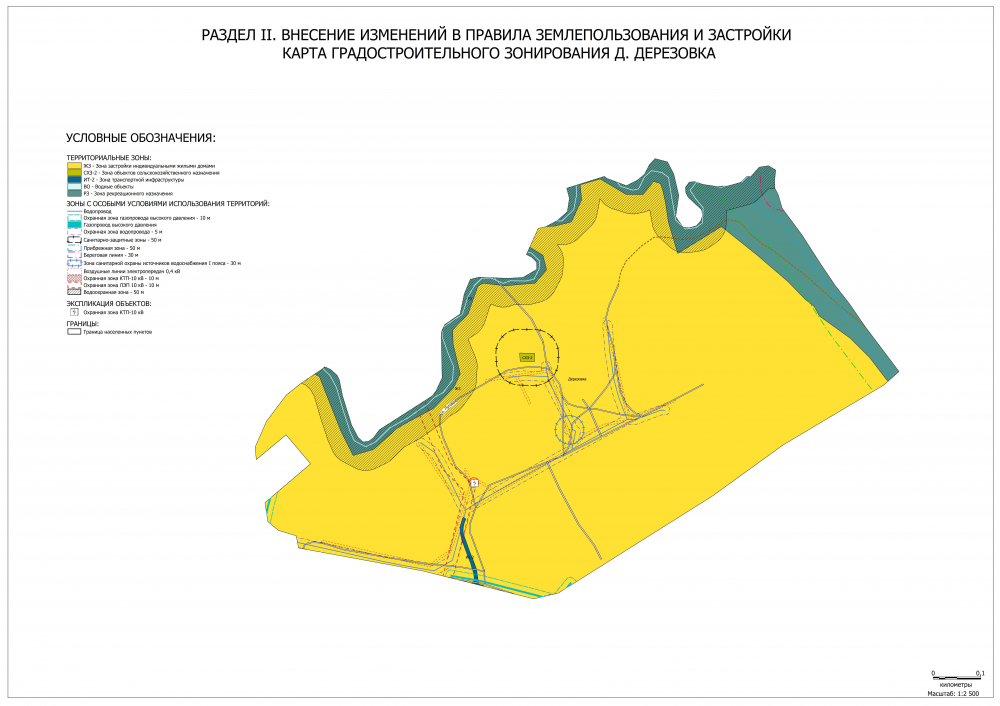 РАЗДЕЛ II. ВНЕСЕНИЕ ИЗМЕНЕНИЙ В ПРАВИЛА ЗЕМЛЕПОЛЬЗОВАНИЯ И ЗАСТРОЙКИ
КАРТА ГРАДОСТРОИТЕЛЬНОГО ЗОНИРОВАНИЯ Д. ДЕРЕЗОВКА
УСЛОВНЫЕ ОБОЗНАЧЕНИЯ:
ТЕРРИТОРИАЛЬНЫЕ ЗОНЫ:
Ж3 - Зона застройки индивидуальными жилыми домами
СХЗ-2 - Зона объектов сельскохозяйственного назначения
ИТ-2 - Зона транспортной инфраструктуры
ВО - Водные объекты
Р3 - Зона рекреационного назначения
ЗОНЫ С ОСОБЫМИ УСЛОВИЯМИ ИСПОЛЬЗОВАНИЯ ТЕРРИТОРИЙ:
Водопровод
Охранная зона газопровода высокого давления - 10 м
Газопровод высокого давления
Охранная зона водопровода - 5 м
Санитарно-защитные зоны - 50 м
Прибрежная зона - 50 м
Береговая линия - 30 м
Зона санитарной охраны источников водоснабжения I пояса - 30 м
Воздушные линии электропередач 0,4 кВ
Охранная зона КТП-10 кВ - 10 м
Охранная зона ЛЭП 10 кВ - 10 м
Водоохранная зона - 50 м
ЭКСПЛИКАЦИЯ ОБЪЕКТОВ:
Охранная зона КТП-10 кВ
ГРАНИЦЫ:
Граница населенных пунктов
СХЗ-2
Дерезовка
Ж3
0 0,1
километры
Масштаб: 1:2 500